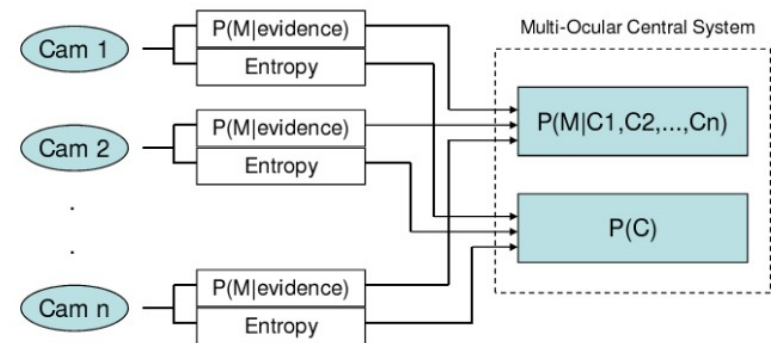 Multi-Ocular Central System
Cam 1
P(M|evidence)
Entropy
Cam 2
P(M|evidence)
Entropy
.
.
Cam n
P(M|evidence)
Entropy
P(M|C1,C2,...,Cn)
P(C)